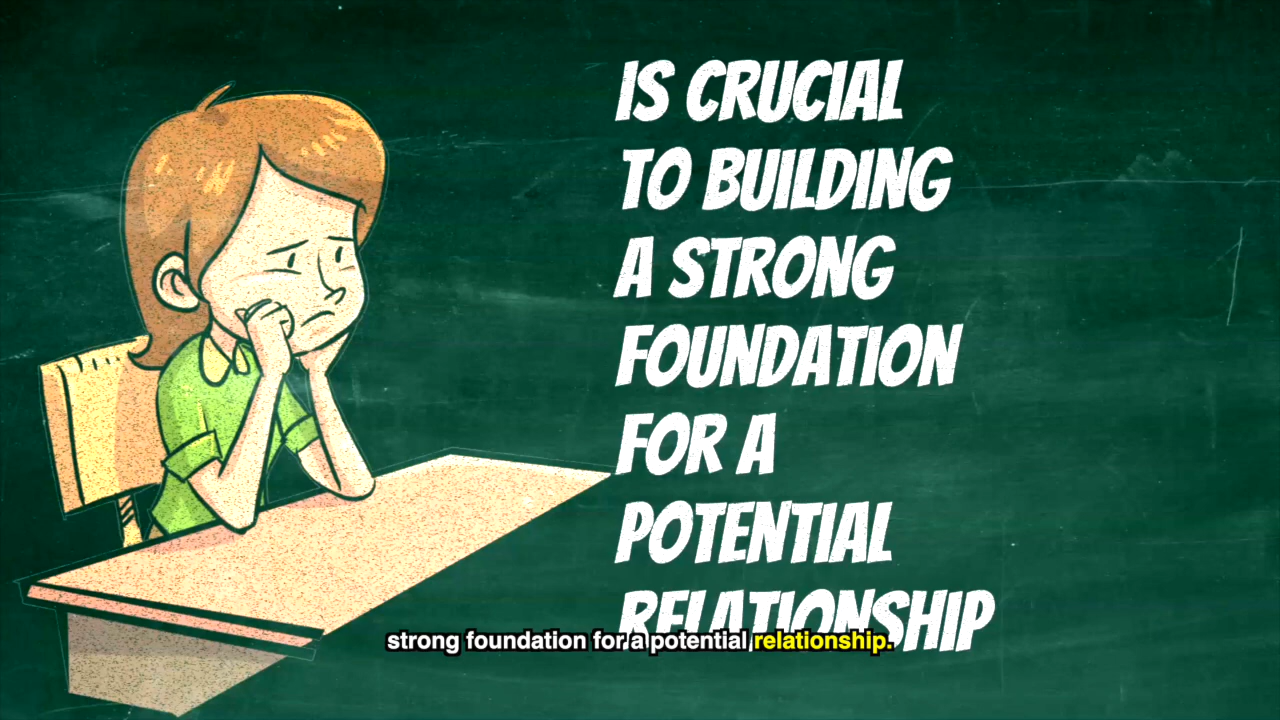 IS CRUCIAL
TO BUILDING
A STRONG
FOUNDATION
FOR A
POTENTIAL
RELATIONSHIP
strong foundation for a potential relationship.